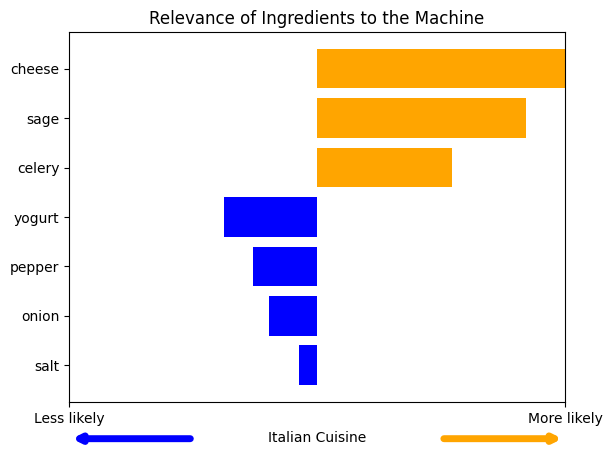 Relevance of Ingredients to the Machine
cheese
sage
celery
yogurt
pepper
onion
salt
Less likely
More likely
Italian Cuisine